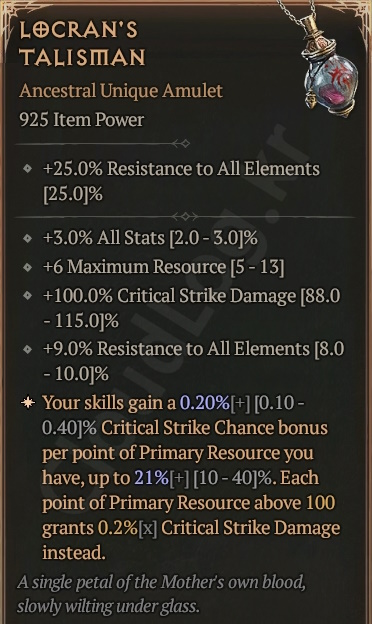 LOCRAN'S
TALISMAN
Ancestral Unique Amulet
925 Item Power
+25.0% Resistance to All Elements
[25.0]%
+3.0% All Stats [2.0 - 3.0]%
+6 Maximum Resource [5 - 13]
+100.0% Critical Strike Damage [88.0
- 115.0]%
+9.0% Resistance to All Elements [8.0
- 10.0]%
Your skills gain a 0.20%[+] [0.10 -
0.40]% Critical Strike Chance bonus
per point of Primary Resource you
have, up to 21%[+] [10 - 40]%. Each
point of Primary Resource above 100
grants 0.2%[x] Critical Strike Damage
instead.
A single petal of the Mother's own blood,
slowly wilting under glass.